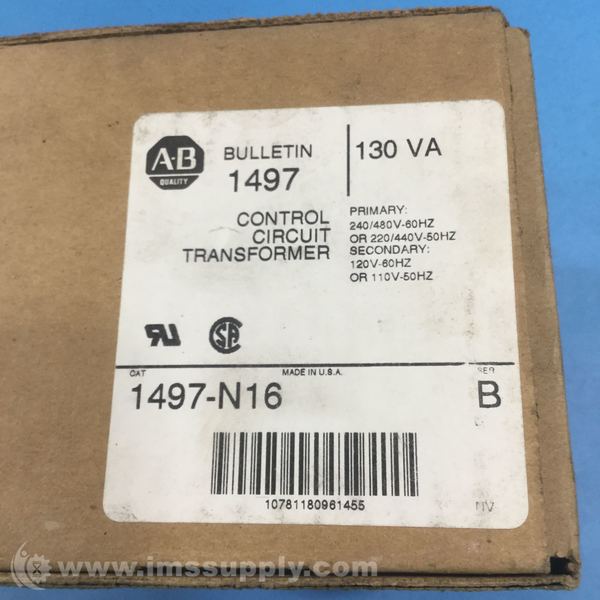 A-B
QUALITY
BULLETIN
1497
130 VA
CONTROL
CIRCUIT
TRANSFORMER
PRIMARY:
240/480V-60HZ
OR 220/440V-50HZ
SECONDARY:
120V-60HZ
OR 110V-50HZ
CAT
MADE IN U.S.A.
SER
1497-N16
B
10781180961455
NV
www.imssupply.com